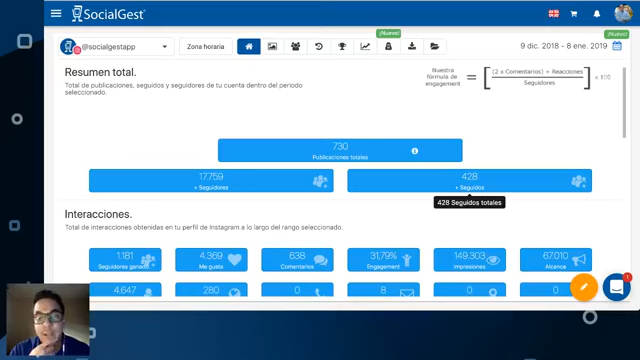 SocialGest
@socialgestapp
Zona horaria
¡Nuevo!
9 dic. 2018 - 8 ene. 2019
¡Nuevo!
Resumen total.
Total de publicaciones, seguidos y seguidores de tu cuenta dentro del periodo
seleccionado.
Nuestra
fórmula de
engagement
=
(2 x Comentarios) + Reacciones
Seguidores
x 100
730
Publicaciones totales
17.759
+ Seguidores
428
+ Seguidos
428 Seguidos totales
Interacciones.
Total de interacciones obtenidas en tu perfil de Instagram a lo largo del rango seleccionado.
1.181
Seguidores ganados
4.369
Me gusta
638
Comentarios
31,79%
Engagement
149.303
Impresiones
67.010
Alcance
4.647
280
0
8
0
0
1